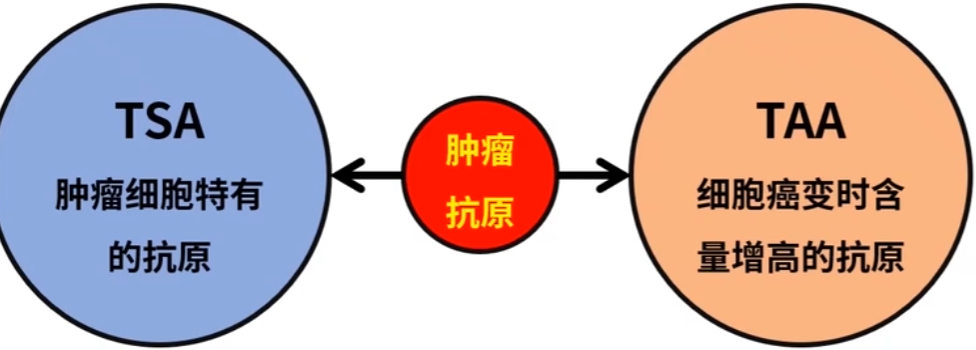 TSA
肿瘤细胞特有
的抗原
肿瘤
抗原
TAA
细胞癌变时含
量增高的抗原